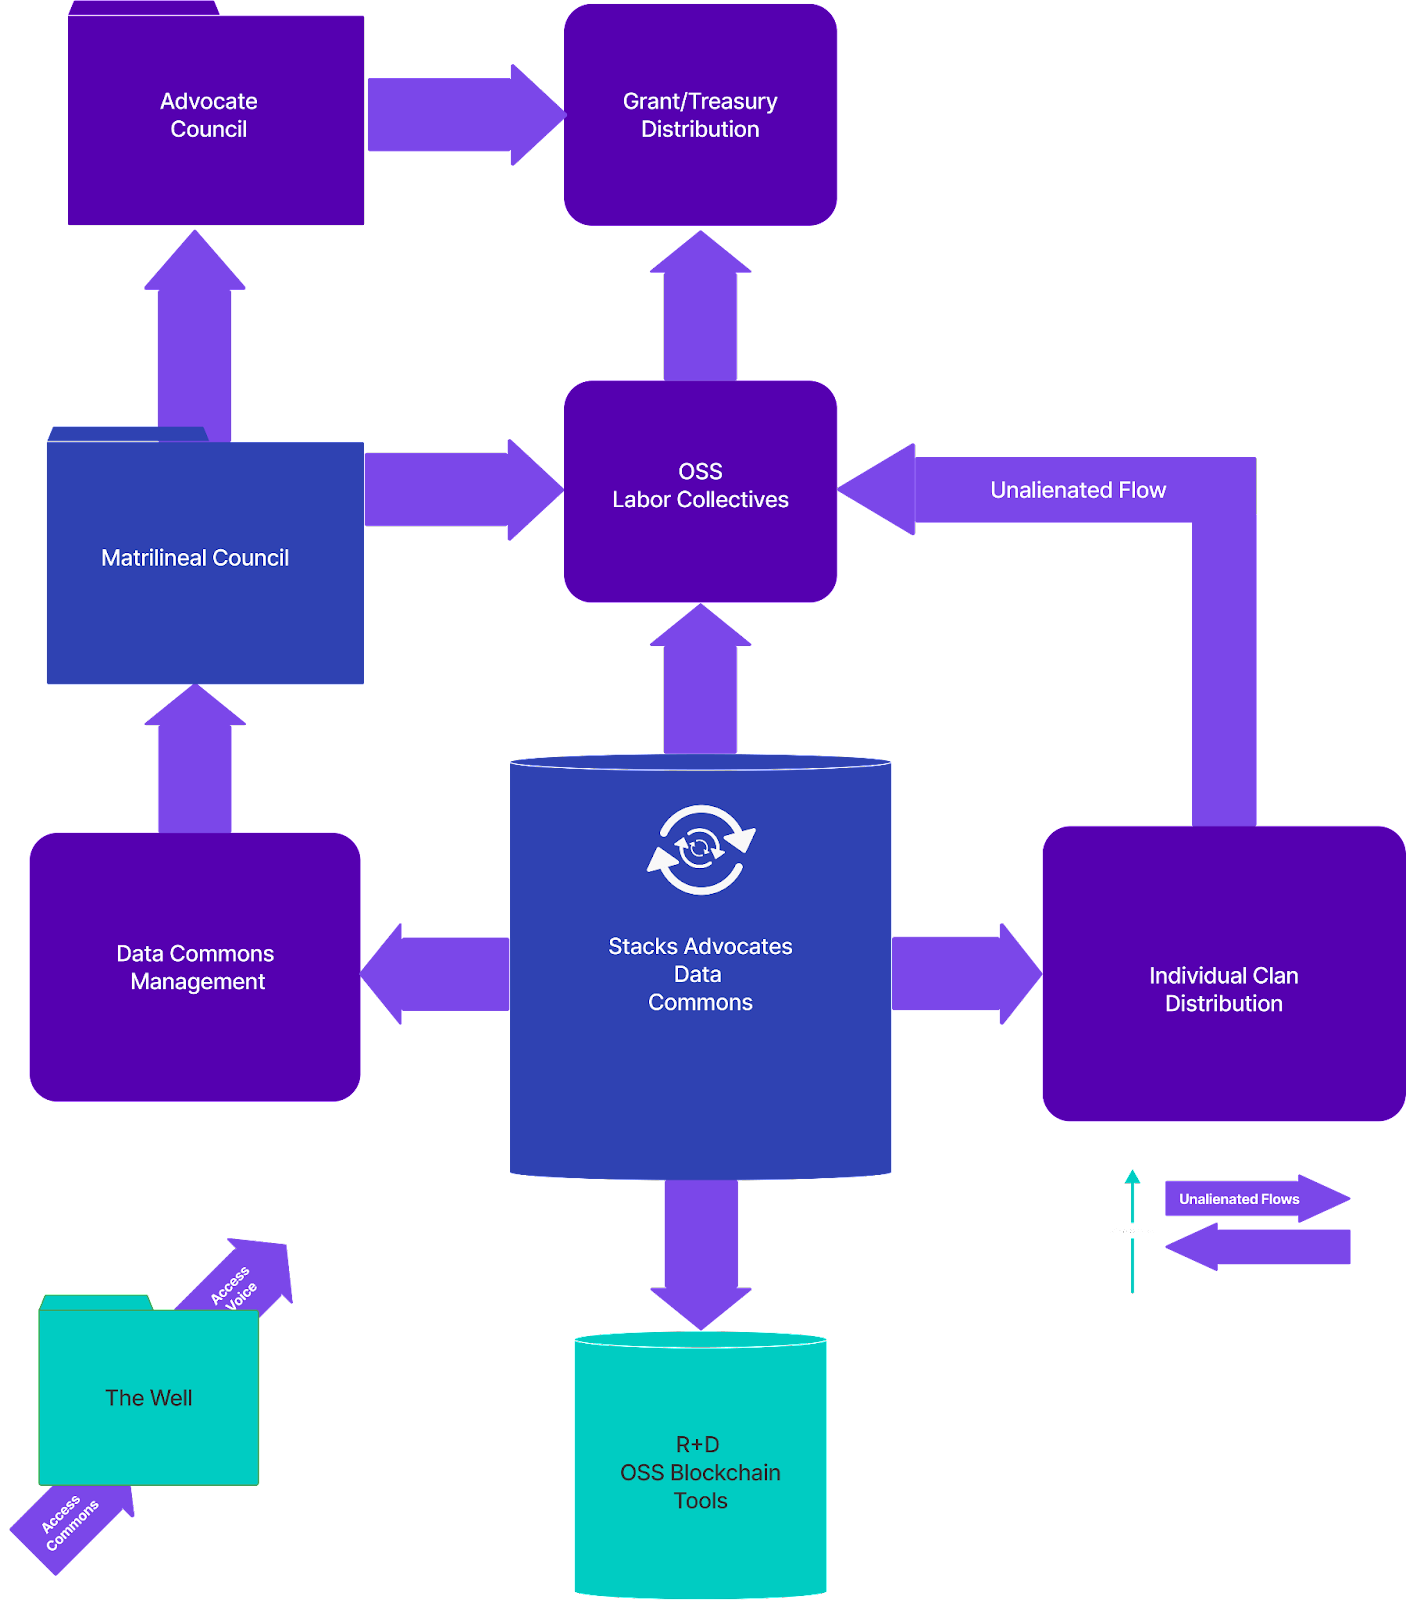 Advocate
Council
Grant/Treasury
Distribution
OSS
Labor Collectives
Unalienated Flow
Matrilineal Council
Data Commons
Management
Stacks Advocates
Data
Commons
Individual Clan
Distribution
Unalienated Flows
Access
Voice
The Well
Access
Commons
R+D
OSS Blockchain
Tools